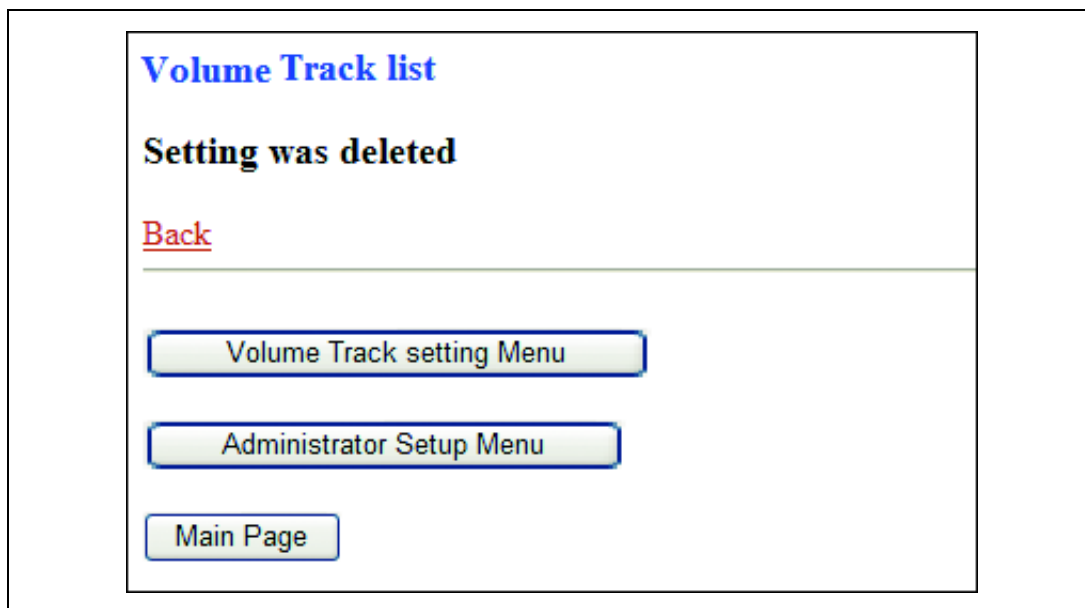 Volume Track list
Setting was deleted
Back
Volume Track setting Menu
Administrator Setup Menu
Main Page